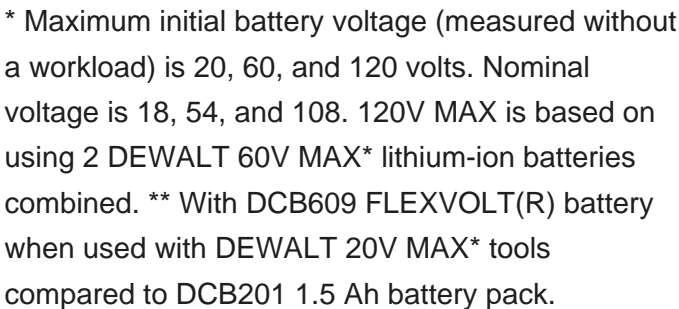 * Maximum initial battery voltage (measured without
a workload) is 20, 60, and 120 volts. Nominal
voltage is 18, 54, and 108. 120V MAX is based on
using 2 DEWALT 60V MAX* lithium-ion batteries
combined. ** With DCB609 FLEXVOLT(R) battery
when used with DEWALT 20V MAX* tools
compared to DCB201 1.5 Ah battery pack.